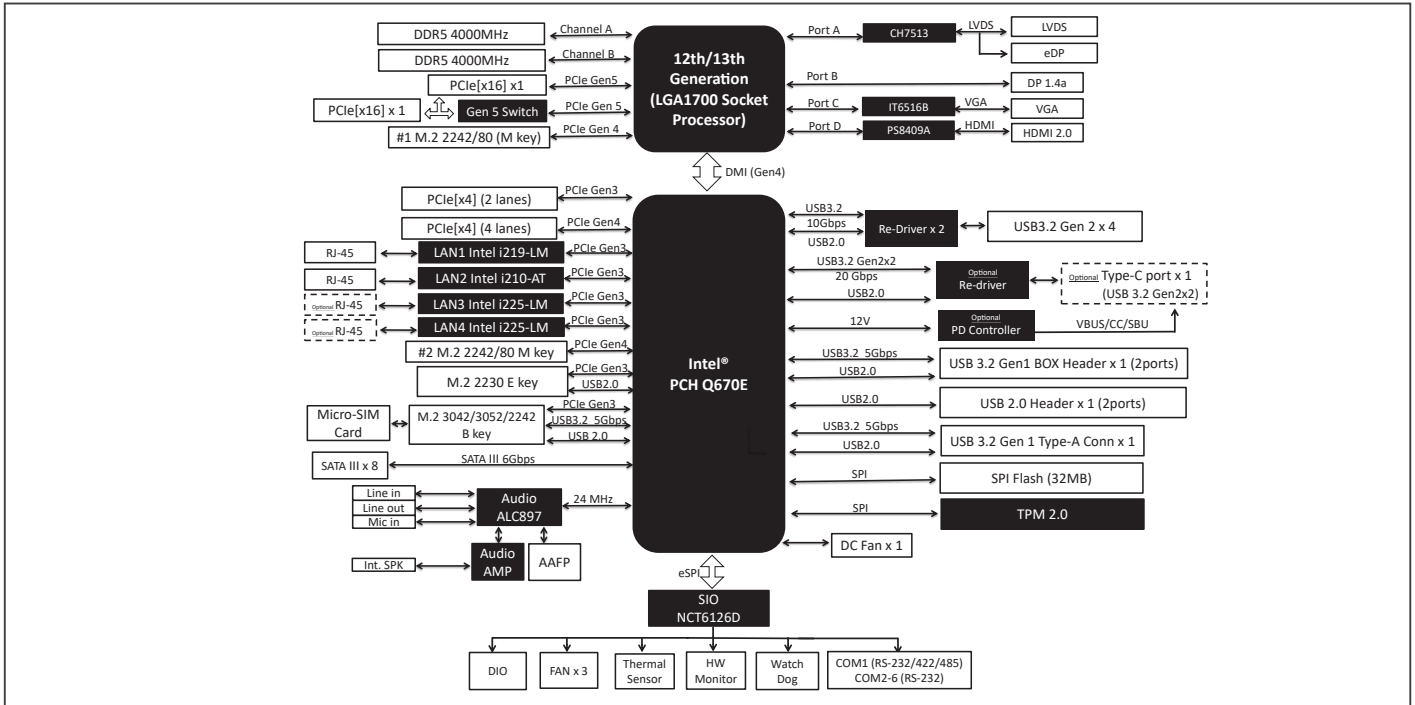 DDR5 4000MHz
Channel A
DDR5 4000MHz
Channel B
PCIe[x16] x1
PCIe Gen5
PCIe[x16] x 1
Gen 5 Switch
PCIe Gen 5
#1 M.2 2242/80 (M key)
PCIe Gen 4
12th/13th
Generation
(LGA1700 Socket
Processor)
Port A
CH7513
LVDS
LVDS
eDP
Port B
DP 1.4a
Port C
IT6516B
VGA
VGA
Port D
PS8409A
HDMI
HDMI 2.0
DMI (Gen4)
PCIe[x4] (2 lanes)
PCIe Gen3
PCIe[x4] (4 lanes)
PCIe Gen4
RJ-45
LAN1 Intel i219-LM
PCIe Gen3
RJ-45
LAN2 Intel i210-AT
PCIe Gen3
Optional RJ-45
LAN3 Intel i225-LM
PCIe Gen3
Optional RJ-45
LAN4 Intel i225-LM
PCIe Gen3
#2 M.2 2242/80 M key
PCIe Gen4
M.2 2230 E key
PCIe Gen3
USB2.0
Micro-SIM
Card
M.2 3042/3052/2242
B key
PCIe Gen3
USB3.2 5Gbps
USB 2.0
SATA III x 8
SATA III 6Gbps
Line in
Line out
Mic in
Audio
ALC897
24 MHz
Int. SPK
Audio
AMP
AAFP
Intel®
PCH Q670E
USB3.2
10Gbps
USB2.0
Re-Driver x 2
USB3.2 Gen 2 x 4
USB3.2 Gen2x2
20 Gbps
USB2.0
Optional
Re-driver
Optional Type-C port x 1
(USB 3.2 Gen2x2)
12V
Optional
PD Controller
VBUS/CC/SBU
USB3.2 5Gbps
USB2.0
USB 3.2 Gen1 BOX Header x 1 (2ports)
USB2.0
USB 2.0 Header x 1 (2ports)
USB3.2 5Gbps
USB2.0
USB 3.2 Gen 1 Type-A Conn x 1
SPI
SPI Flash (32MB)
SPI
TPM 2.0
DC Fan x 1
eSPI
SIO
NCT6126D
DIO
FAN x 3
Thermal
Sensor
HW
Monitor
Watch
Dog
COM1 (RS-232/422/485)
COM2-6 (RS-232)